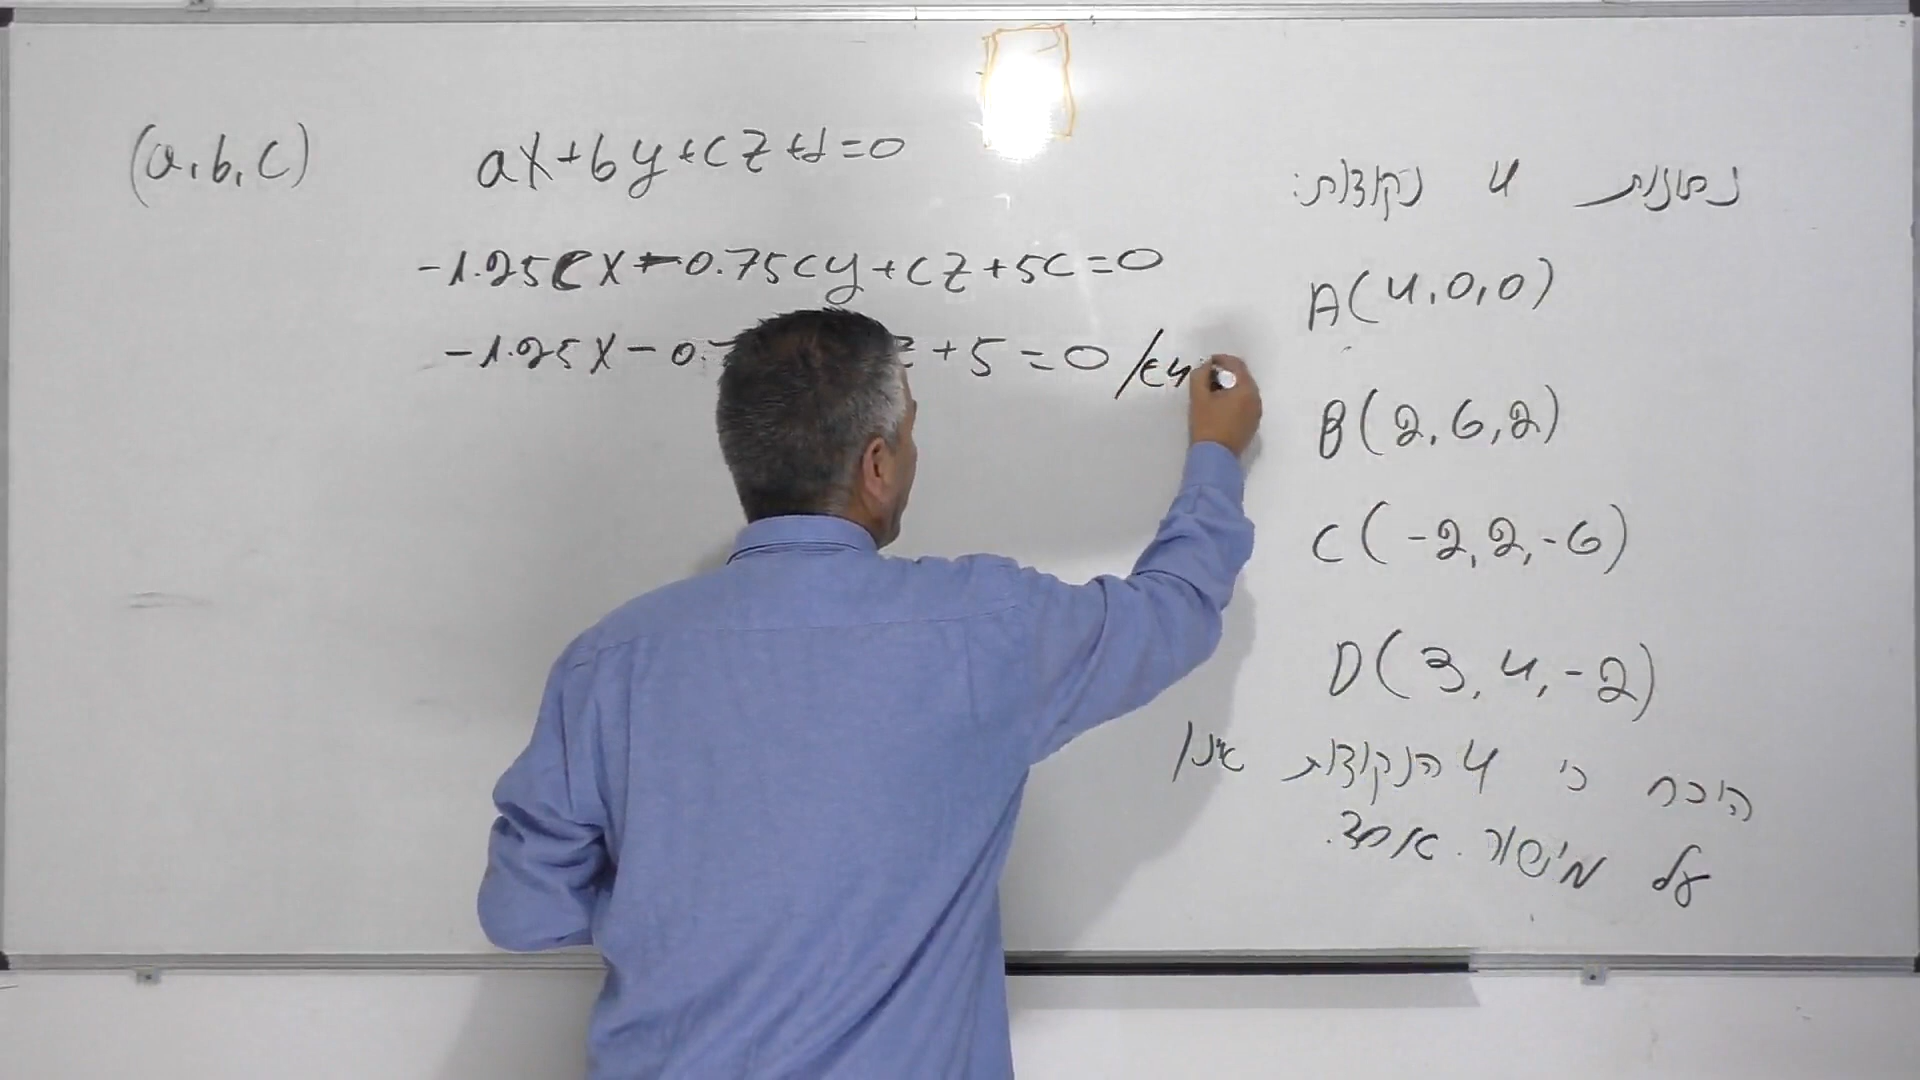 (a, b, c)
ax+by+cz+d=0
-1.25cx-0.75cy+cz+5c=0
-1.25x-0.7 z+5=0 /
נתונות 4 נקודות:
A(4,0,0)
B(2,6,2)
C(-2,2,-6)
D(3,4,-2)
הוכח כי 4 הנקודות אינן
על מישור אחד.